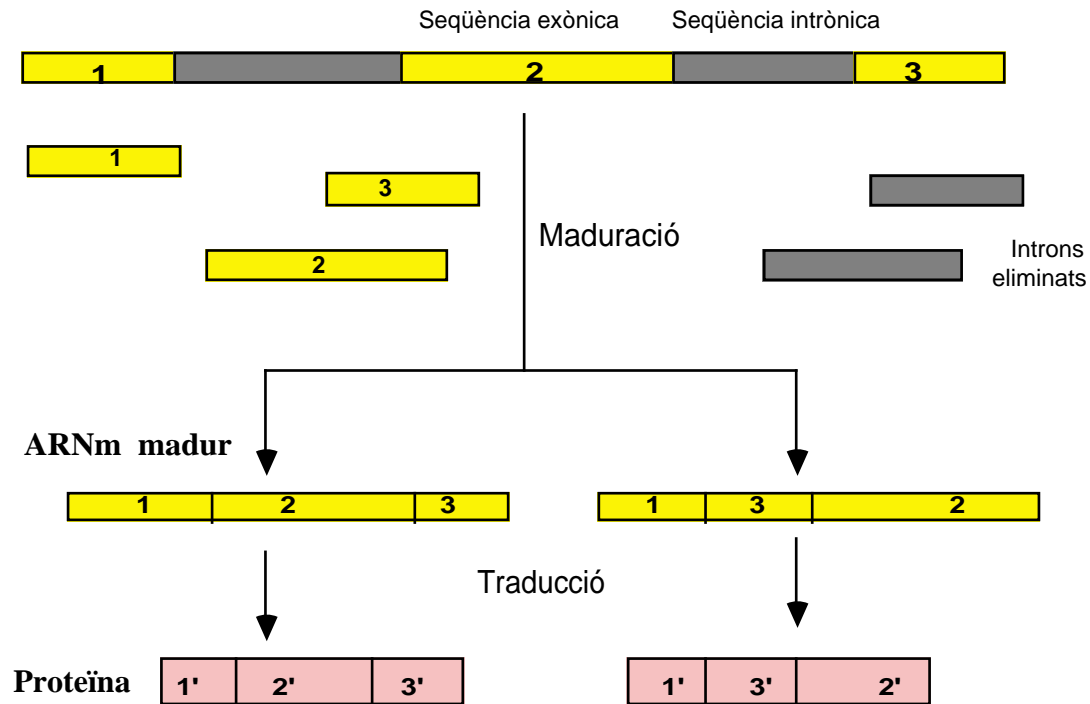 Seqüència exònica Seqüència intrònica
1 2 3
1
3
2
Maduració
Introns
eliminats
ARNm madur
1 2 3 1 3 2
Traducció
Proteïna 1' 2' 3' 1' 3' 2'